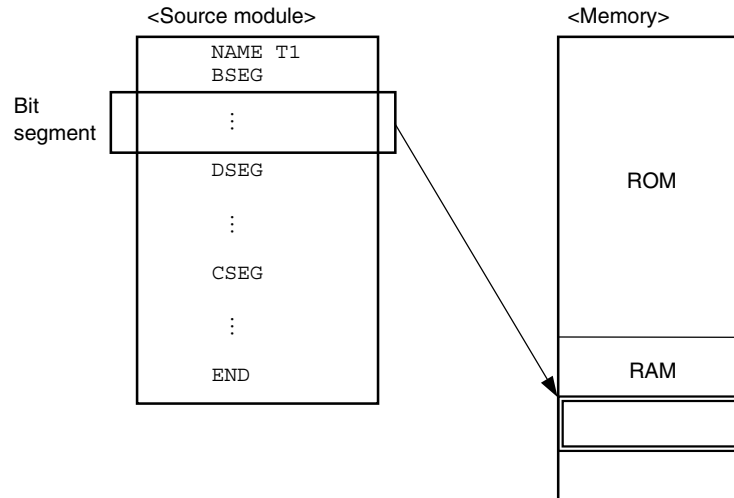 <Source module>
<Memory>
NAME T1
BSEG
Bit
segment
⋮
DSEG
⋮
CSEG
⋮
END
ROM
RAM